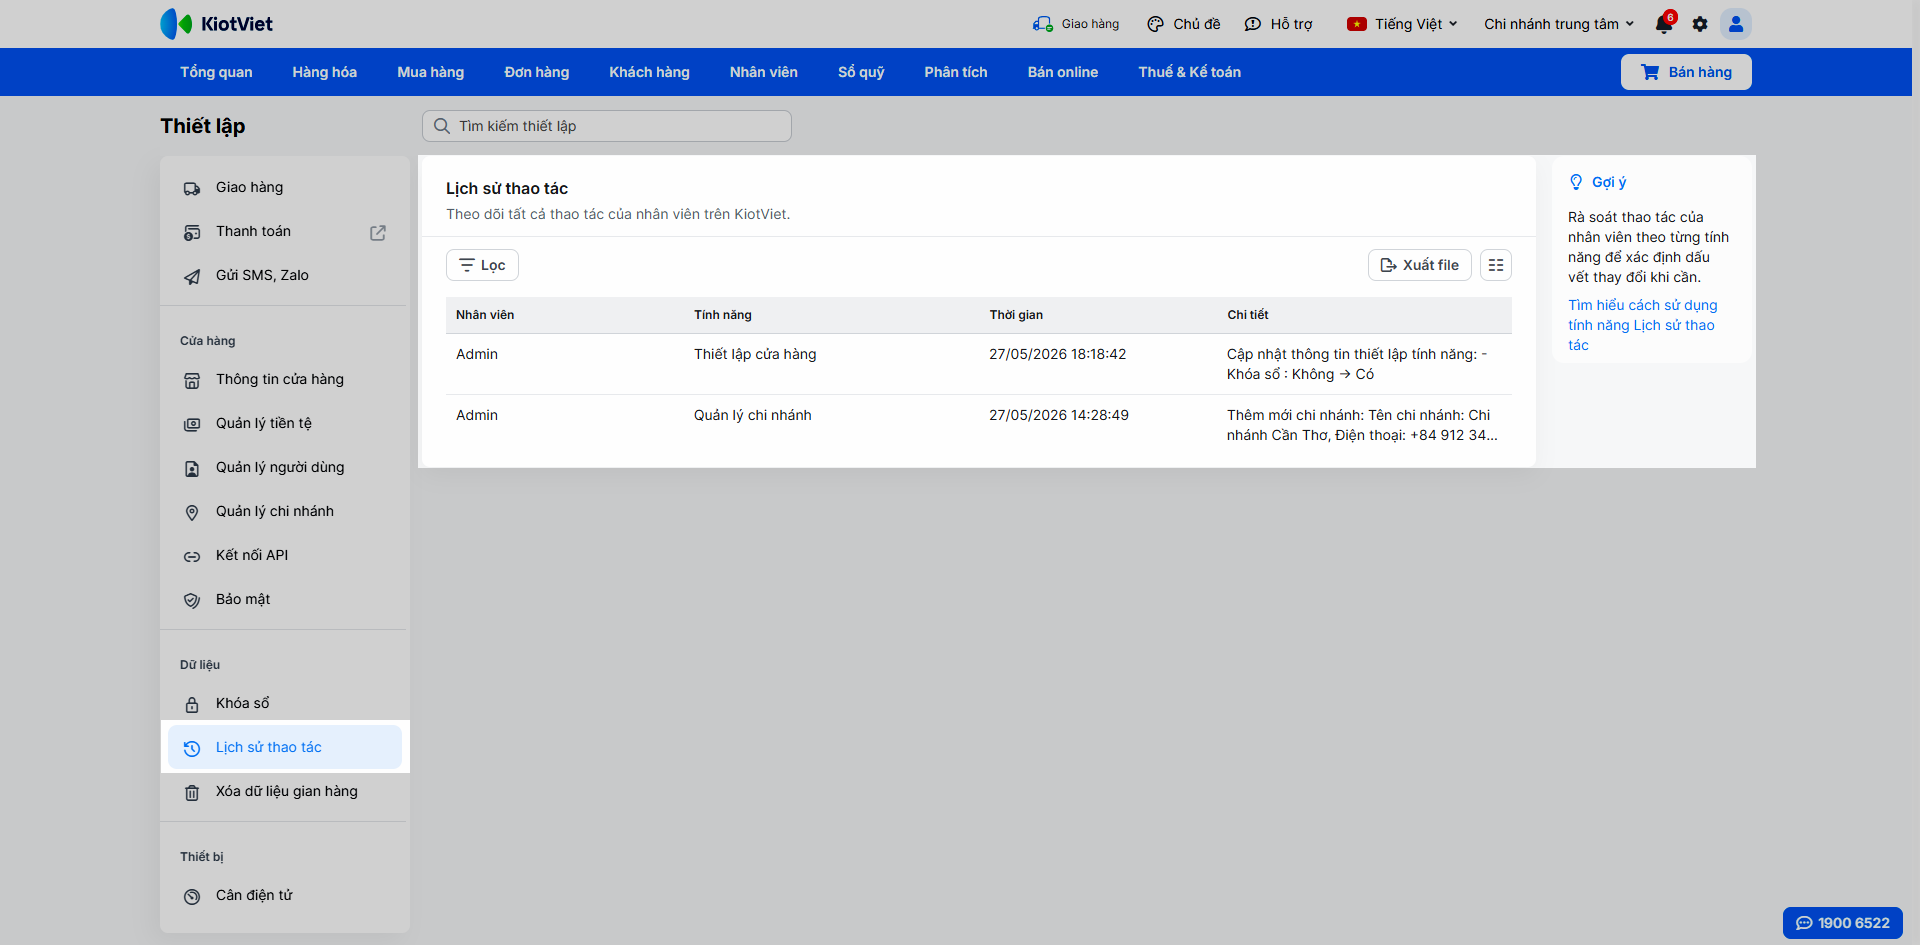 KiotViet
Giao hàng
Chủ đề
Hỗ trợ
Tiếng Việt
Chi nhánh trung tâm
6
Tổng quan
Hàng hóa
Mua hàng
Đơn hàng
Khách hàng
Nhân viên
Sổ quỹ
Phân tích
Bán online
Thuế & Kế toán
Bán hàng
Thiết lập
Tìm kiếm thiết lập
Giao hàng
Thanh toán
Gửi SMS, Zalo
Cửa hàng
Thông tin cửa hàng
Quản lý tiền tệ
Quản lý người dùng
Quản lý chi nhánh
Kết nối API
Bảo mật
Dữ liệu
Khóa sổ
Lịch sử thao tác
Xóa dữ liệu gian hàng
Thiết bị
Cân điện tử
Lịch sử thao tác
Theo dõi tất cả thao tác của nhân viên trên KiotViet.
Lọc
Xuất file
Nhân viên Tính năng Thời gian Chi tiết
Admin Thiết lập cửa hàng 27/05/2026 18:18:42 Cập nhật thông tin thiết lập tính năng: -
Khóa sổ : Không → Có
Admin Quản lý chi nhánh 27/05/2026 14:28:49 Thêm mới chi nhánh: Tên chi nhánh: Chi
nhánh Cần Thơ, Điện thoại: +84 912 34...
Gợi ý
Rà soát thao tác của
nhân viên theo từng tính
năng để xác định dấu
vết thay đổi khi cần.
Tìm hiểu cách sử dụng
tính năng Lịch sử thao
tác
1900 6522